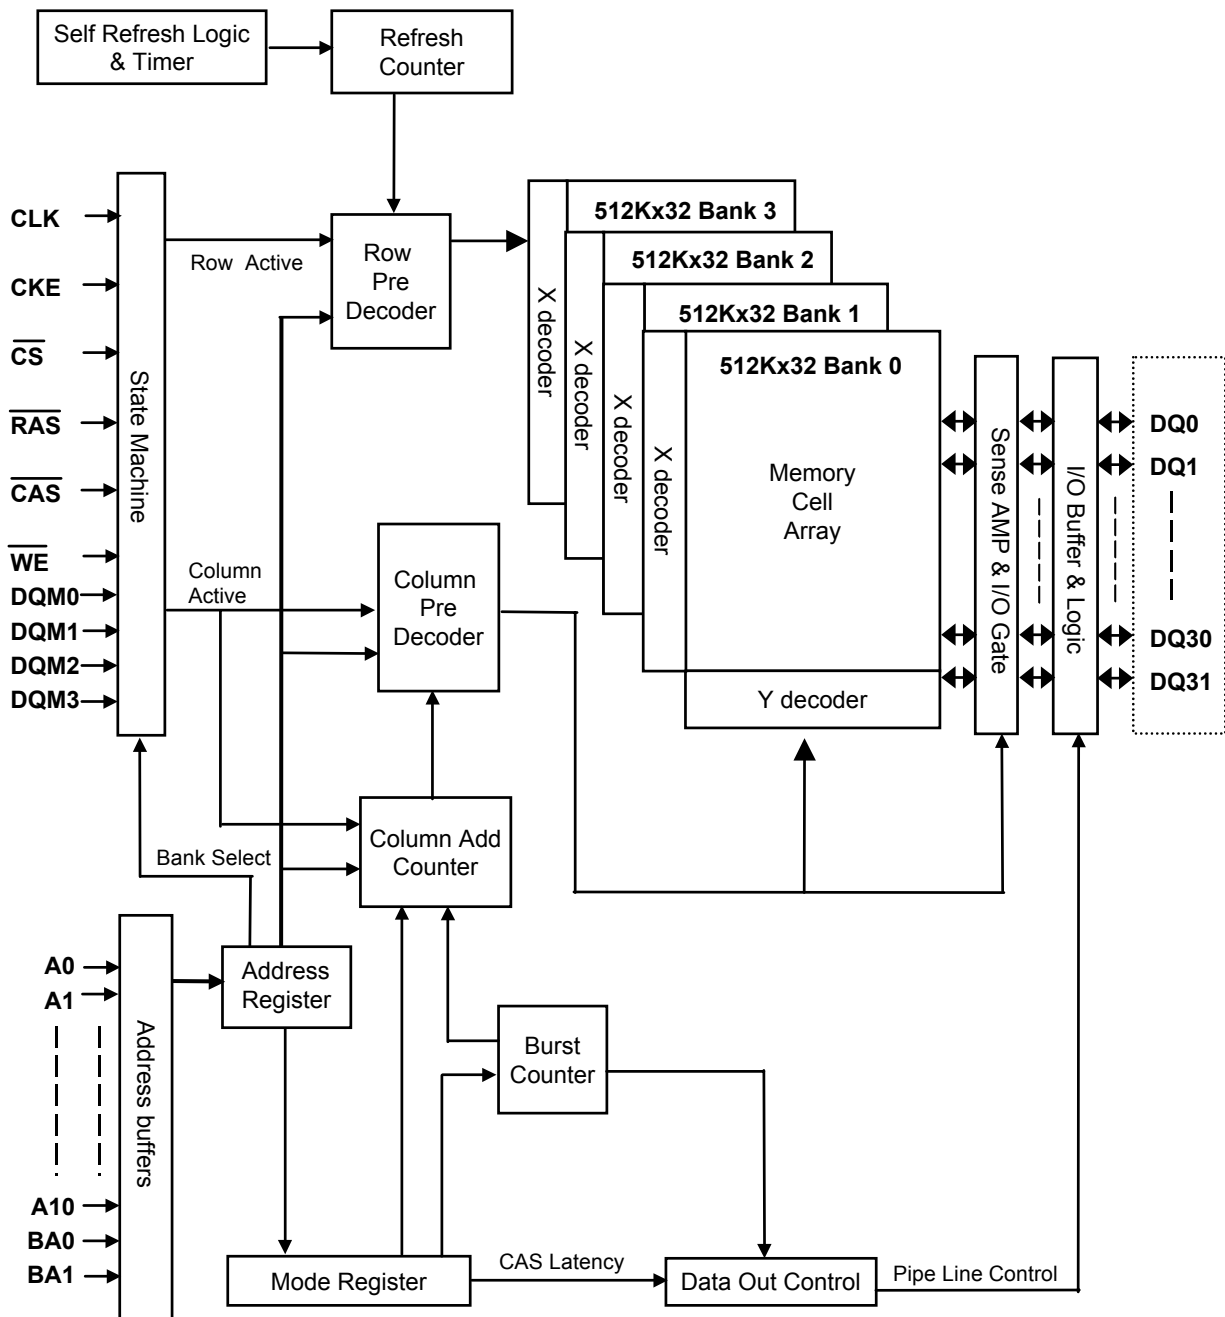 Self Refresh Logic
& Timer
Refresh
Counter
CLK
CKE
CS
RAS
CAS
WE
DQM0
DQM1
DQM2
DQM3
State Machine
Row Active
Row
Pre
Decoder
Column
Active
Column
Pre
Decoder
X decoder
X decoder
X decoder
X decoder
512Kx32 Bank 3
512Kx32 Bank 2
512Kx32 Bank 1
512Kx32 Bank 0
Memory
Cell
Array
Y decoder
Sense AMP & I/O Gate
I/O Buffer & Logic
DQ0
DQ1
DQ30
DQ31
Bank Select
Column Add
Counter
A0
A1
A10
BA0
BA1
Address buffers
Address
Register
Burst
Counter
Mode Register
CAS Latency
Data Out Control
Pipe Line Control